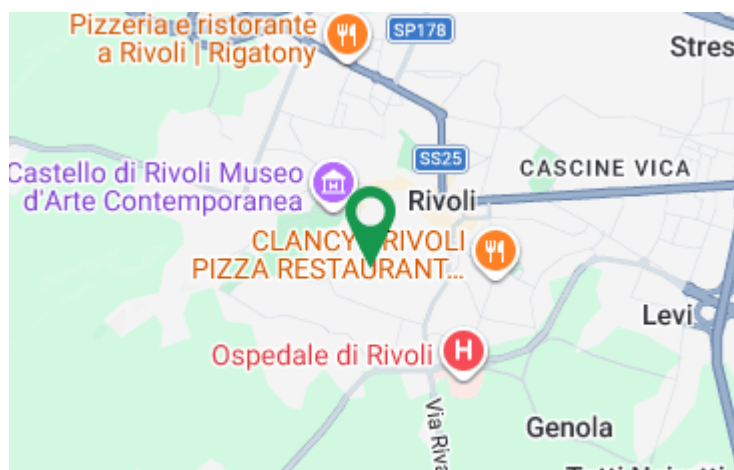 Pizzeria e ristorante
a Rivoli | Rigatony
SP178
Stres
SS25
CASCINE VICA
Castello di Rivoli Museo
d'Arte Contemporanea
Rivoli
CLANCY RIVOLI
PIZZA RESTAURANT...
Levi
Ospedale di Rivoli
H
Via Riva
Genola